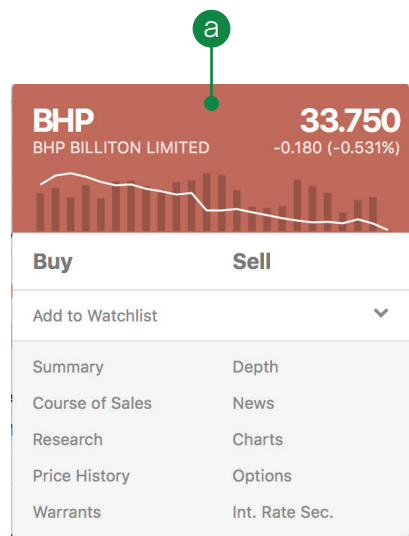 a
BHP 33.750
BHP BILLITON LIMITED -0.180 (-0.531%)
Buy Sell
Add to Watchlist
Summary Depth
Course of Sales News
Research Charts
Price History Options
Warrants Int. Rate Sec.